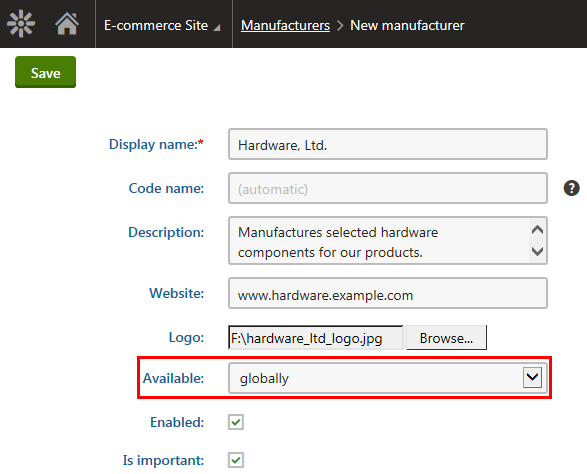 E-commerce Site Manufacturers > New manufacturer
Save
Display name:* Hardware, Ltd.
Code name: (automatic) ?
Description: Manufactures selected hardware
components for our products.
Website: www.hardware.example.com
Logo: F:\hardware_ltd_logo.jpg Browse...
Available: globally
Enabled:
Is important: